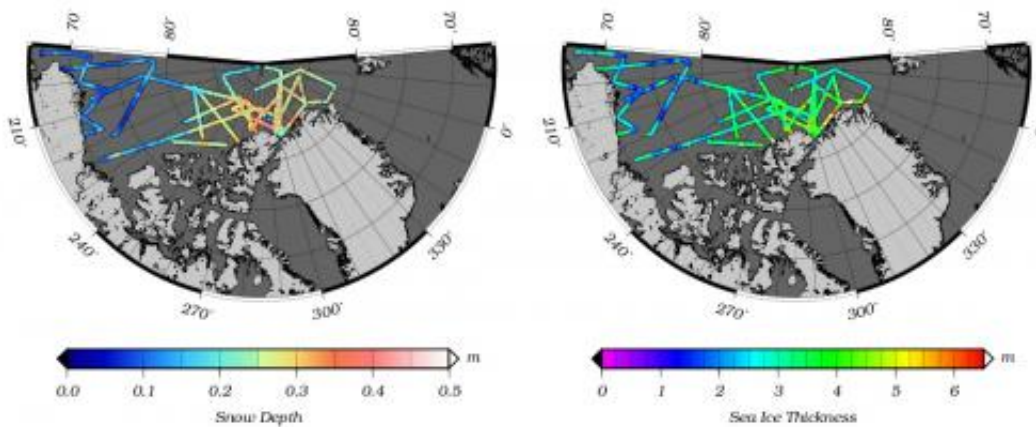 70˚ 80˚ 80˚ 70˚
210˚ 0˚
240˚ 330˚
270˚ 300˚
m
0.0 0.1 0.2 0.3 0.4 0.5
Snow Depth
70˚ 80˚ 80˚ 70˚
210˚ 0˚
240˚ 330˚
270˚ 300˚
m
0 1 2 3 4 5 6
Sea Ice Thickness